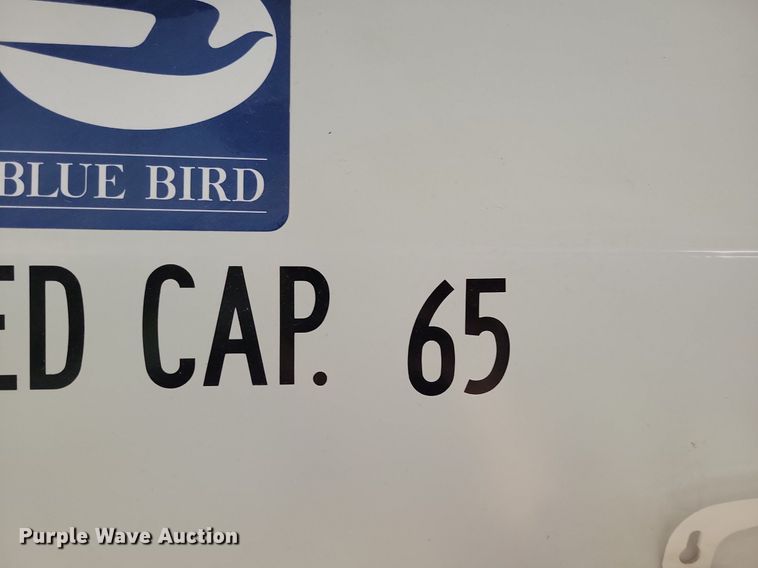 BLUE BIRD
ED CAP. 65
Purple Wave Auction